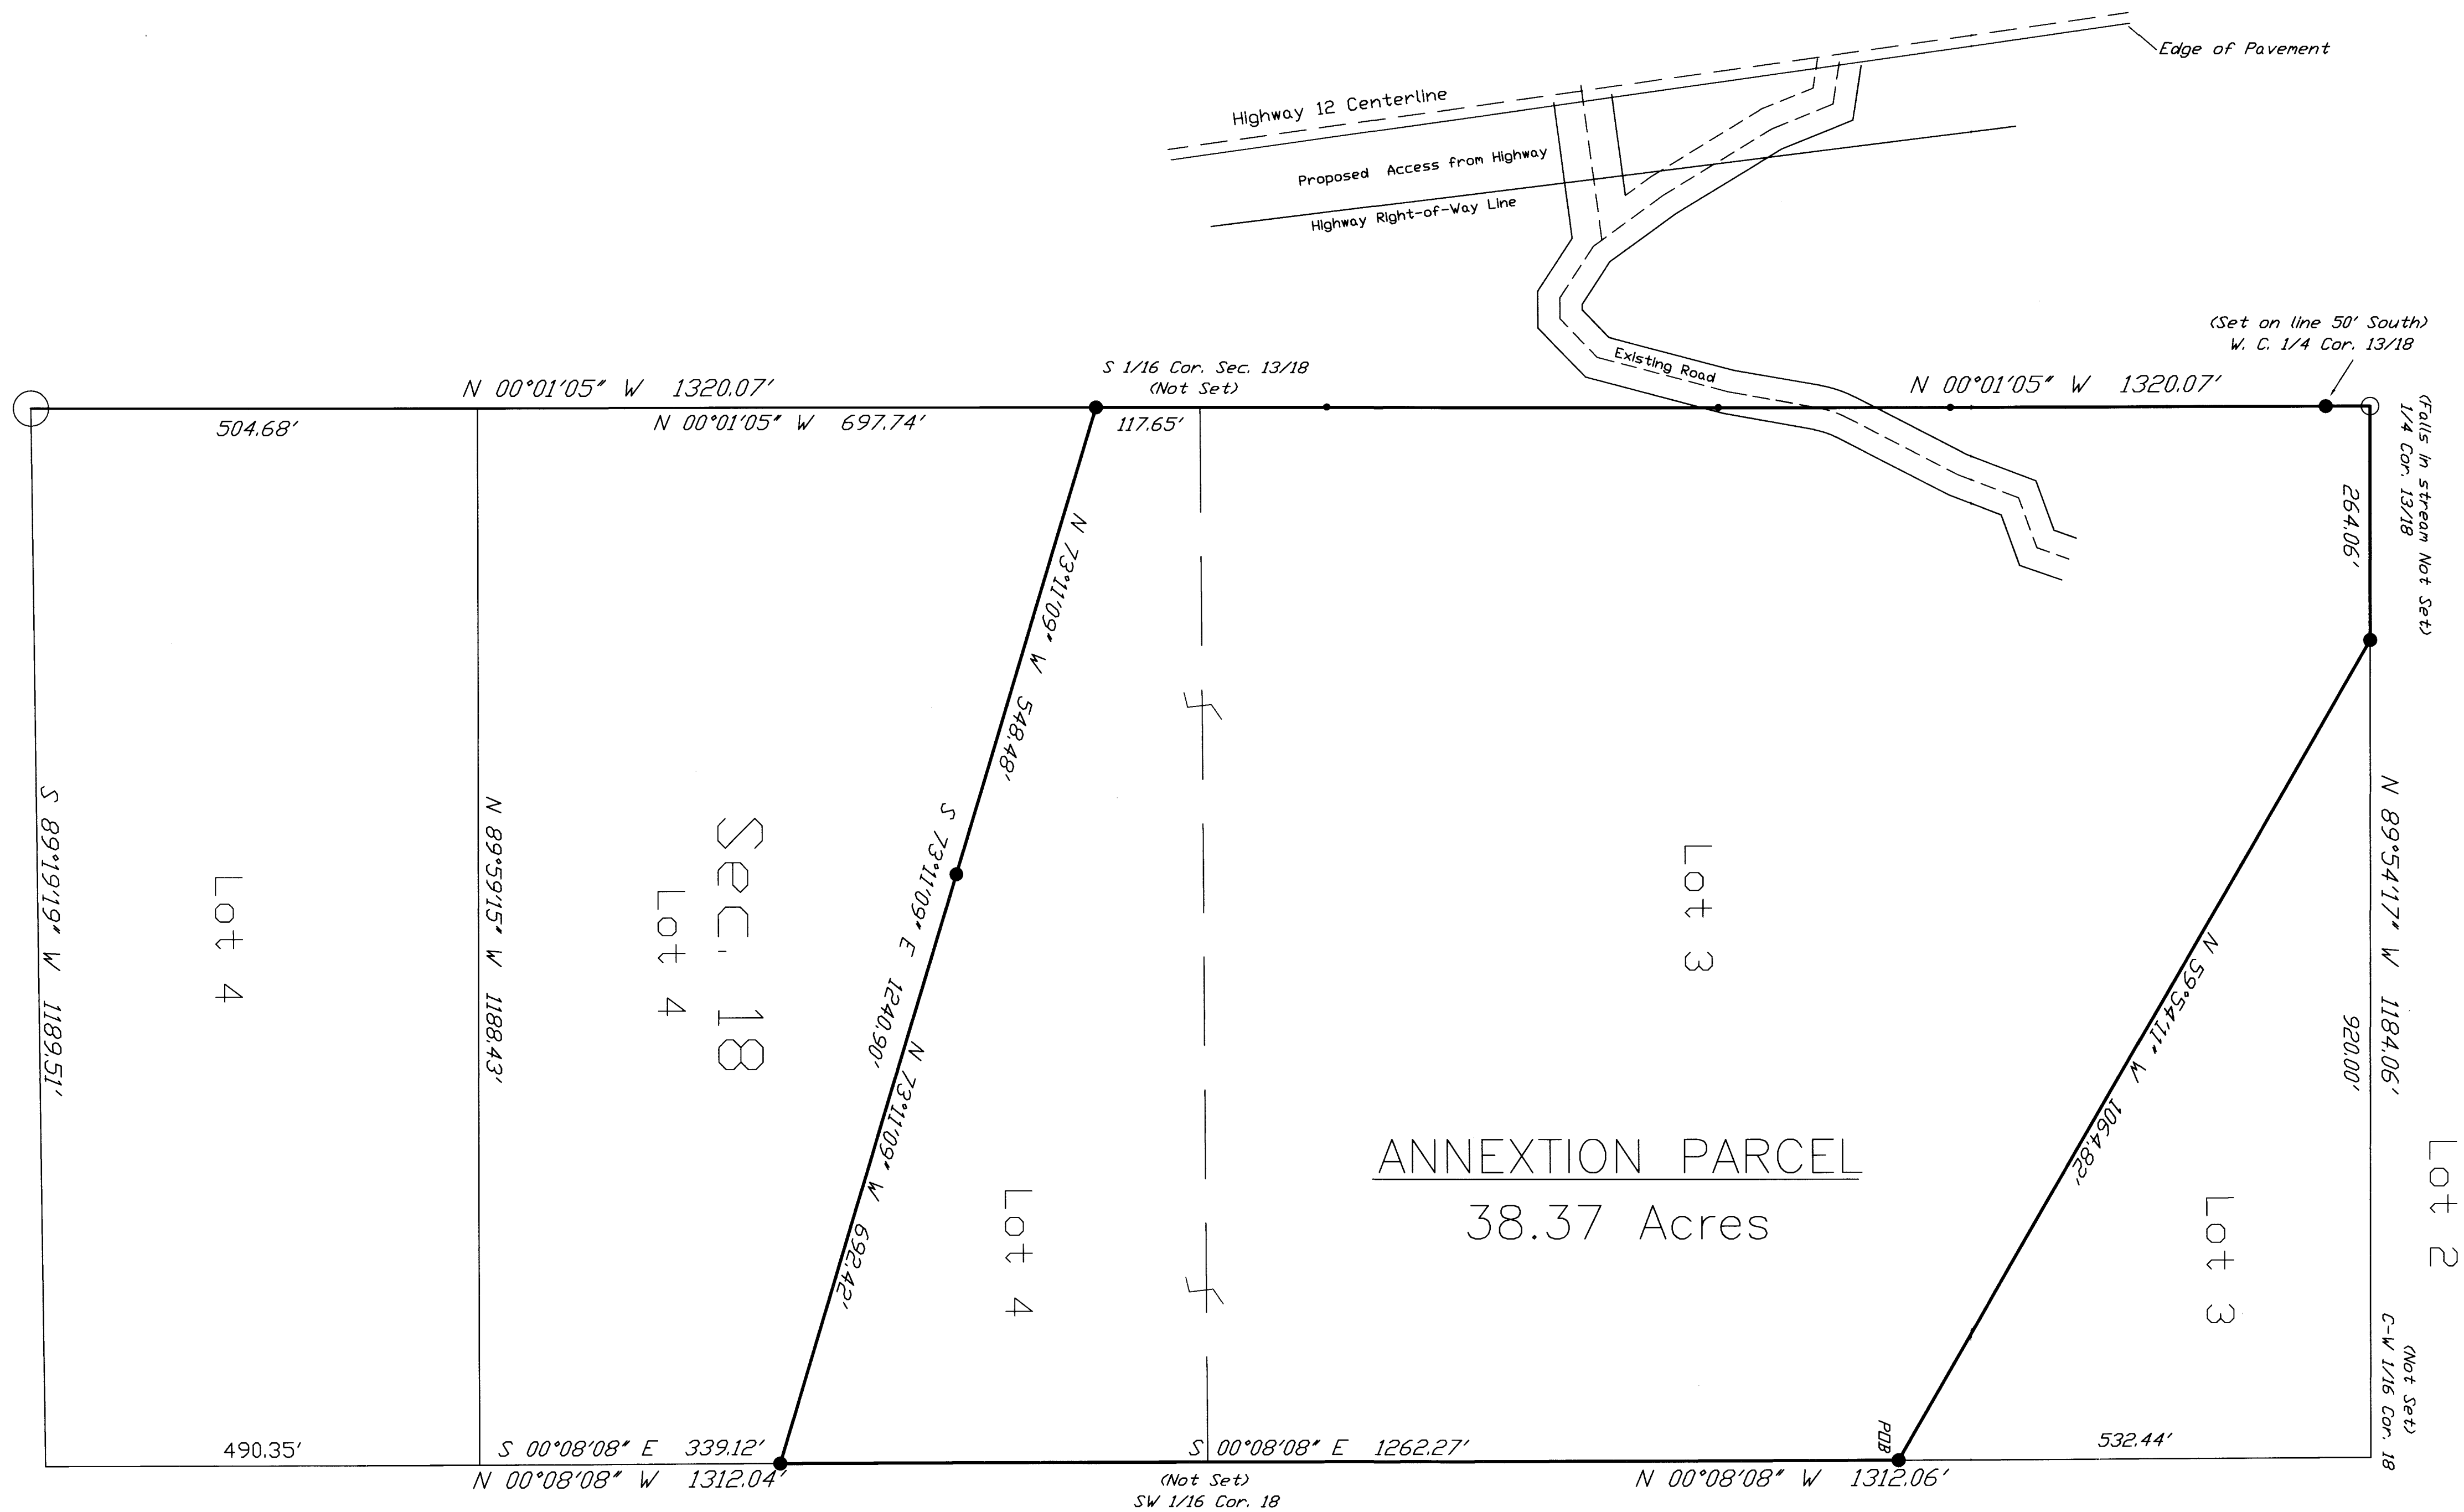 Edge of Pavement
Highway 12 Centerline
Proposed Access from Highway
Highway Right-of-Way Line
(Set on line 50' South)
W. C. 1/4 Cor. 13/18
Existing Road
S 1/16 Cor. Sec. 13/18
(Not Set)
N 00°01'05" W 1320.07'
N 00°01'05" W 1320.07'
504.68'
N 00°01'05" W 697.74'
117.65'
(Falls in stream Not Set)
1/4 Cor. 13/18
264.06'
N 73°11'09" W 548.48'
S 73°11'09" E 1240.90'
N 73°11'09" W 692.42'
S 89°19'19" W 1189.51'
Lot 4
N 89°59'15" W 1188.43'
Sec. 18
Lot 4
Lot 4
Lot 3
N 59°54'11" W 1064.82'
N 89°54'17" W 1184.06'
920.00'
Lot 2
Lot 3
ANNEXTION PARCEL
38.37 Acres
(Not Set)
C-W 1/16 Cor. 18
POB
532.44'
490.35'
S 00°08'08" E 339.12'
S 00°08'08" E 1262.27'
N 00°08'08" W 1312.04'
N 00°08'08" W 1312.06'
(Not Set)
SW 1/16 Cor. 18